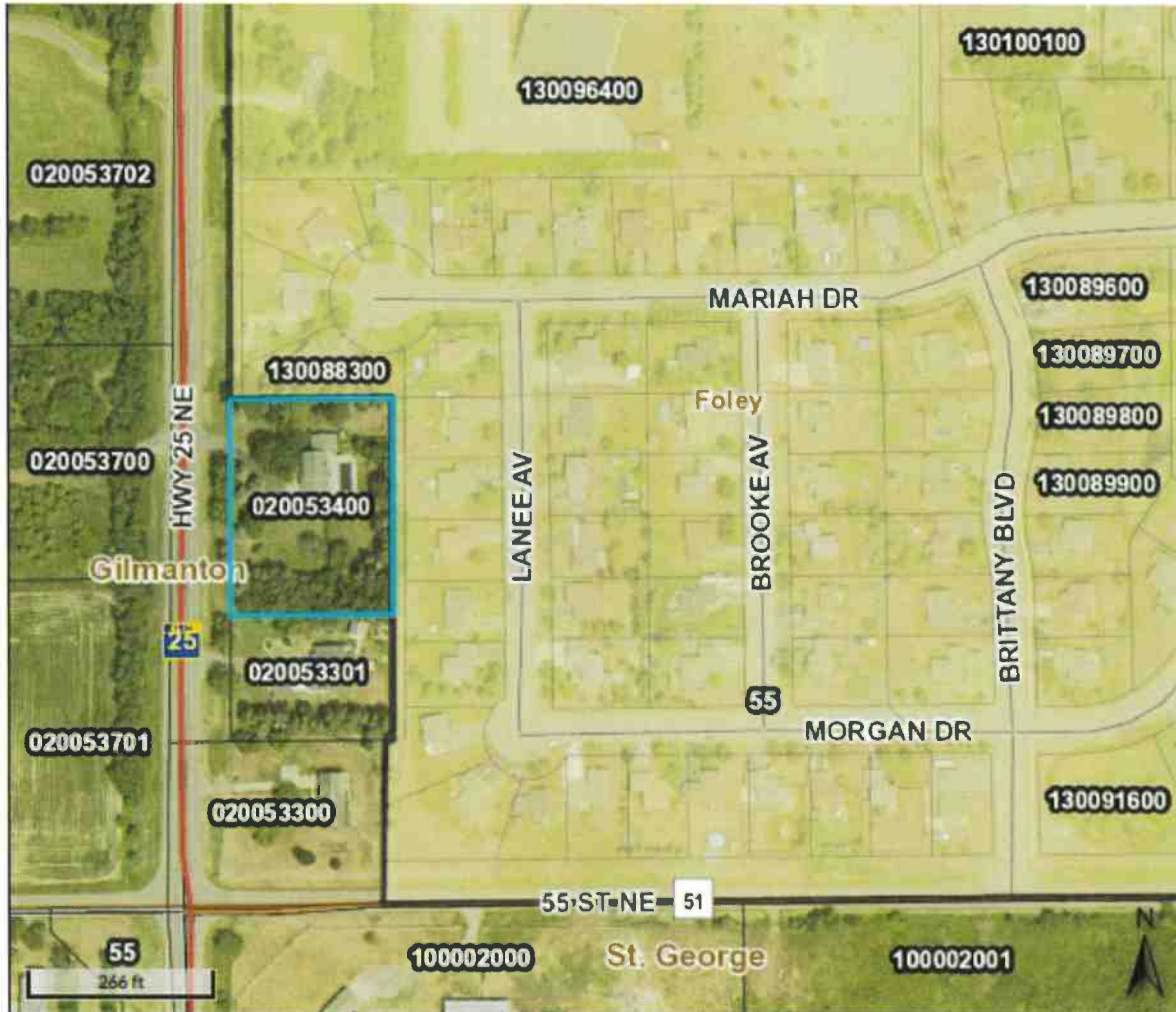 130100100
130096400
020053702
MARIAH DR
130089600
130089700
130088300
Foley
130089800
HWY 25 NE
020053700
130089900
020053400
LANEE AV
BROOKE AV
BRITTANY BLVD
Gilmanton
25
020053301
55
MORGAN DR
020053701
020053300
130091600
55 ST NE
51
N
55
100002000
St. George
100002001
266 ft